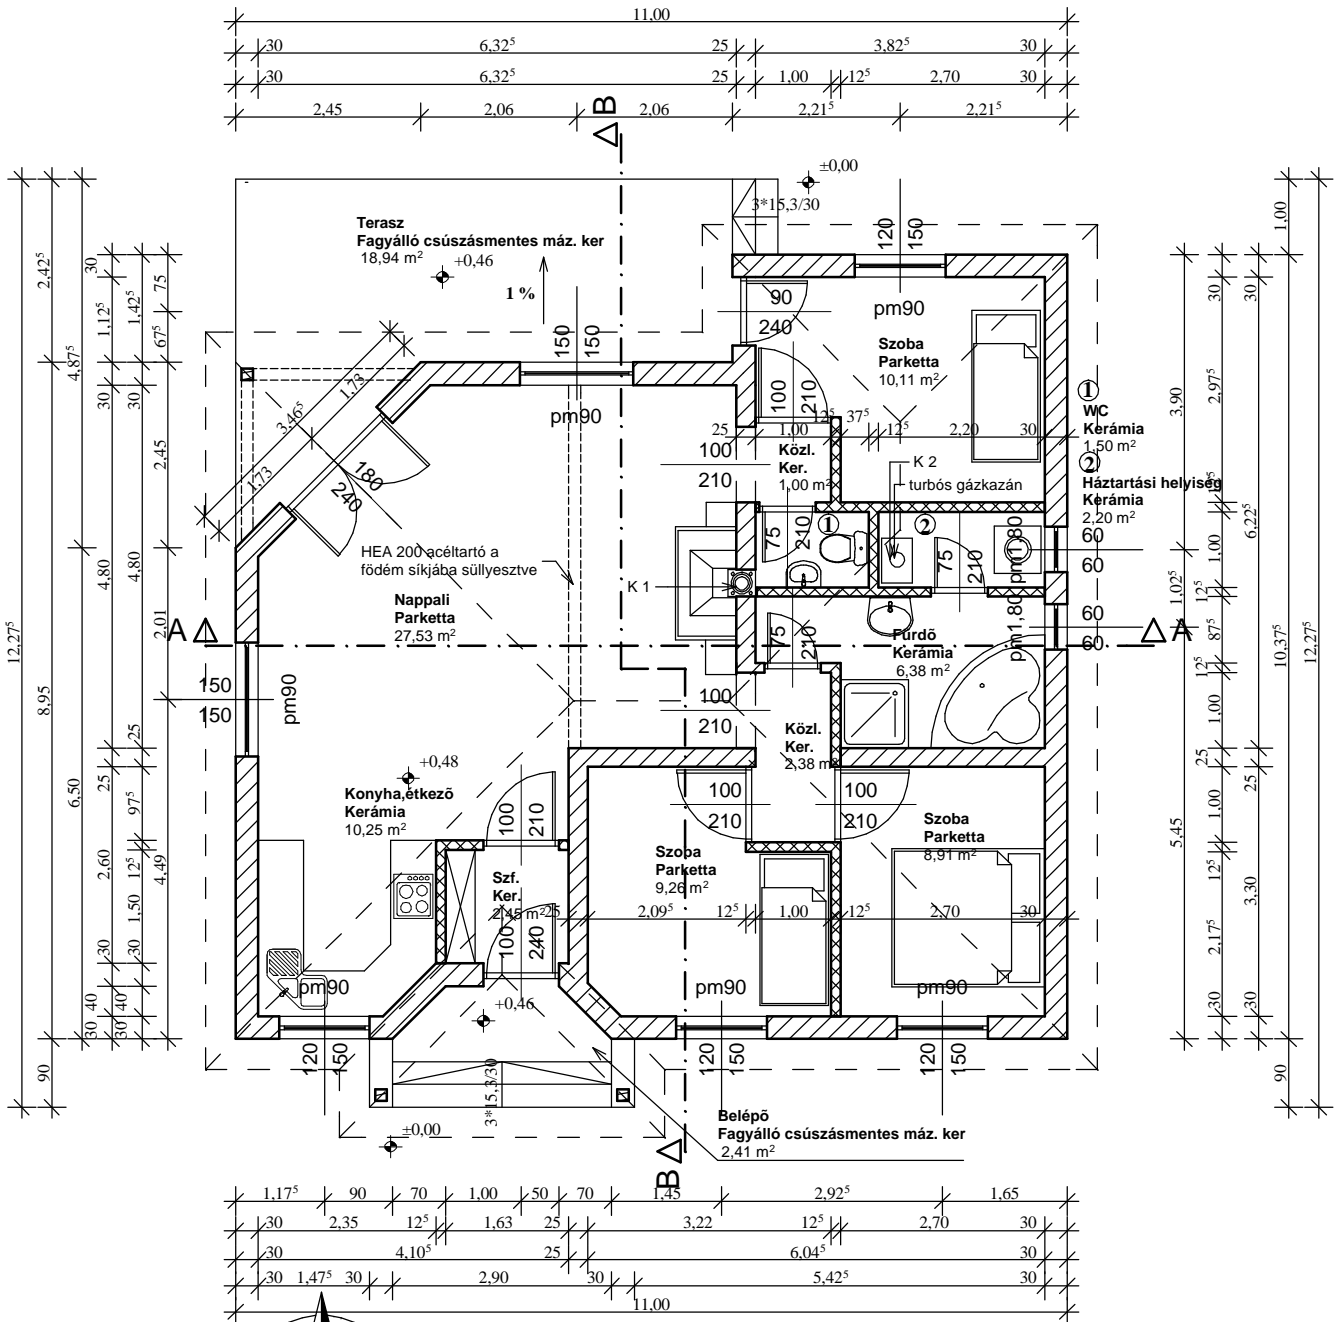 11,00
30 6,32⁵ 25 3,82⁵ 30
30 6,32⁵ 25 1,00 12⁵ 2,70 30
2,45 2,06 2,06 2,21⁵ 2,21⁵
B
±0,00
3*15,3/30
Terasz
Fagyálló csúszásmentes máz. ker
18,94 m²
+0,46
1 %
120 150
pm90
90
240
Szoba
Parketta
10,11 m²
150 150
pm90
100 210
12⁵ 37⁵
25 1,00 12⁵ 2,20 30
1,73
3,46⁵
1,73
180
240
100
210
Közl.
Ker.
1,00 m²
K 2
turbós gázkazán
1
WC
Kerámia
1,50 m²
2
Háztartási helyiség
Kerámia
2,20 m²
1
2
75 210
75 210
pm1,80
60
60
HEA 200 acéltartó a
födém síkjába süllyesztve
K 1
Nappali
Parketta
27,53 m²
A
A
75 210
Fürdõ
Kerámia
6,38 m²
pm1,80
60
60
150
150
pm90
100
210
Közl.
Ker.
2,38 m²
+0,48
Konyha,étkezõ
Kerámia
10,25 m²
100 210
100
210
100
210
Szoba
Parketta
8,91 m²
Szoba
Parketta
9,26 m²
Szf.
Ker.
2,45 m²
25 2,09⁵ 12⁵ 1,00 12⁵ 2,70 30
100 240
pm90
pm90
pm90
+0,46
120 150
120 150
120 150
3*15,3/30
±0,00
Belépõ
Fagyálló csúszásmentes máz. ker
2,41 m²
B
12,27⁵
2,42⁵ 8,95 90
4,87⁵ 6,50
30 1,12⁵ 30 4,80 25 2,60 30 40 30
1,42⁵ 30 4,80 25 97⁵ 12⁵ 1,50 30 40 30
75 67⁵ 2,45 2,01 4,49
3,90 1,02⁵ 5,45
30 2,97⁵ 12⁵ 1,00 12⁵ 87⁵ 12⁵ 1,00 25 1,00 12⁵ 2,17⁵ 30
30 6,22⁵ 25 3,30 30
1,00 10,37⁵ 90
12,27⁵
1,17⁵ 90 70 1,00 50 70 1,45 2,92⁵ 1,65
30 2,35 12⁵ 1,63 25 3,22 12⁵ 2,70 30
30 4,10⁵ 25 6,04⁵ 30
30 1,47⁵ 30 2,90 30 5,42⁵ 30
11,00